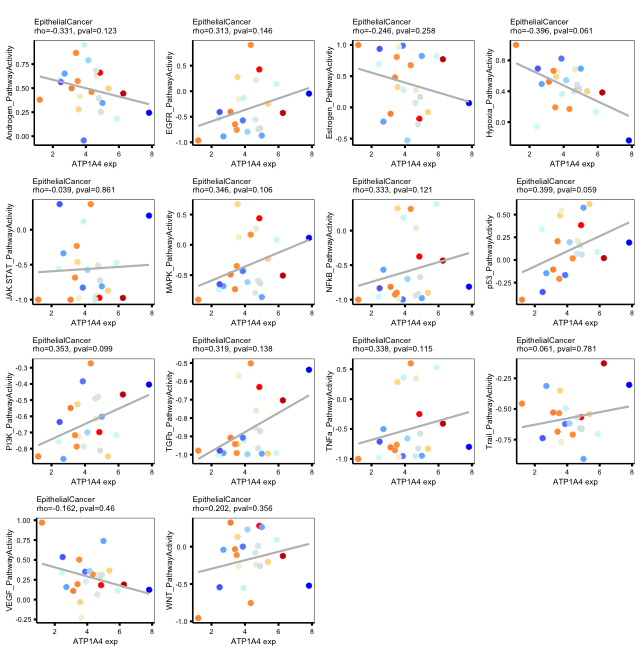 EpithelialCancer
rho=-0.331, pval=0.123
Androgen_PathwayActivity
1.00
0.75
0.50
0.25
0.00
2 4 6 8
ATP1A4 exp
EpithelialCancer
rho=0.313, pval=0.146
EGFR_PathwayActivity
1.0
0.5
0.0
-0.5
-1.0
2 4 6 8
ATP1A4 exp
EpithelialCancer
rho=-0.246, pval=0.258
Estrogen_PathwayActivity
1.0
0.5
0.0
-0.5
2 4 6 8
ATP1A4 exp
EpithelialCancer
rho=-0.396, pval=0.061
Hypoxia_PathwayActivity
1.0
0.5
0.0
2 4 6 8
ATP1A4 exp
EpithelialCancer
rho=-0.039, pval=0.861
JAK-STAT_PathwayActivity
0.0
-0.5
-1.0
2 4 6 8
ATP1A4 exp
EpithelialCancer
rho=0.346, pval=0.106
MAPK_PathwayActivity
0.5
0.0
-0.5
2 4 6 8
ATP1A4 exp
EpithelialCancer
rho=0.333, pval=0.121
NFkB_PathwayActivity
0.0
-0.5
-1.0
2 4 6 8
ATP1A4 exp
EpithelialCancer
rho=0.399, pval=0.059
p53_PathwayActivity
0.5
0.0
-0.5
2 4 6 8
ATP1A4 exp
EpithelialCancer
rho=0.353, pval=0.099
PI3K_PathwayActivity
-0.3
-0.4
-0.5
-0.6
-0.7
-0.8
2 4 6 8
ATP1A4 exp
EpithelialCancer
rho=0.319, pval=0.138
TGFb_PathwayActivity
-0.5
-0.6
-0.7
-0.8
-0.9
-1.0
2 4 6 8
ATP1A4 exp
EpithelialCancer
rho=0.338, pval=0.115
TNFa_PathwayActivity
0.5
0.0
-0.5
-1.0
2 4 6 8
ATP1A4 exp
EpithelialCancer
rho=0.061, pval=0.781
Trail_PathwayActivity
-0.25
-0.50
-0.75
2 4 6 8
ATP1A4 exp
EpithelialCancer
rho=-0.162, pval=0.46
VEGF_PathwayActivity
1.00
0.75
0.50
0.25
0.00
-0.25
2 4 6 8
ATP1A4 exp
EpithelialCancer
rho=0.202, pval=0.356
WNT_PathwayActivity
0.0
-0.5
-1.0
2 4 6 8
ATP1A4 exp